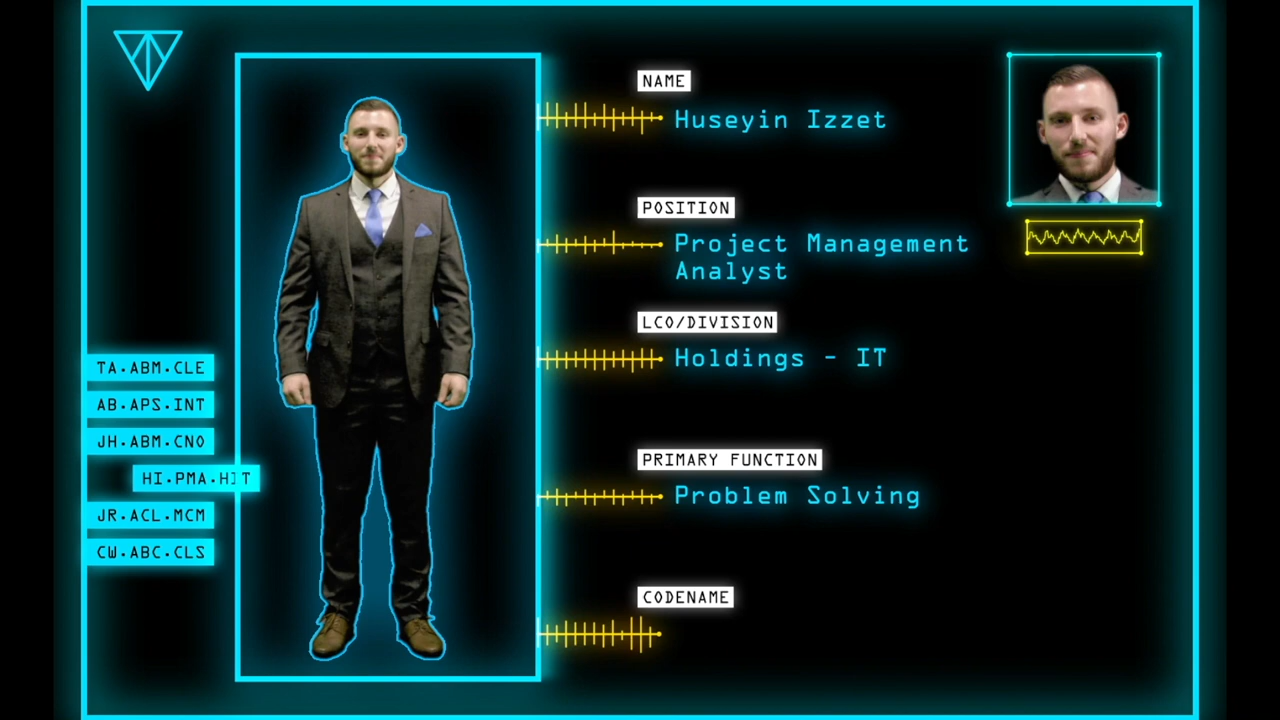 NAME
Huseyin Izzet
POSITION
Project Management
Analyst
LCO/DIVISION
Holdings - IT
PRIMARY FUNCTION
Problem Solving
CODENAME
TA.ABM.CLE
AB.APS.INT
JH.ABM.CNO
HI.PMA.HIT
JR.ACL.MCM
CW.ABC.CLS